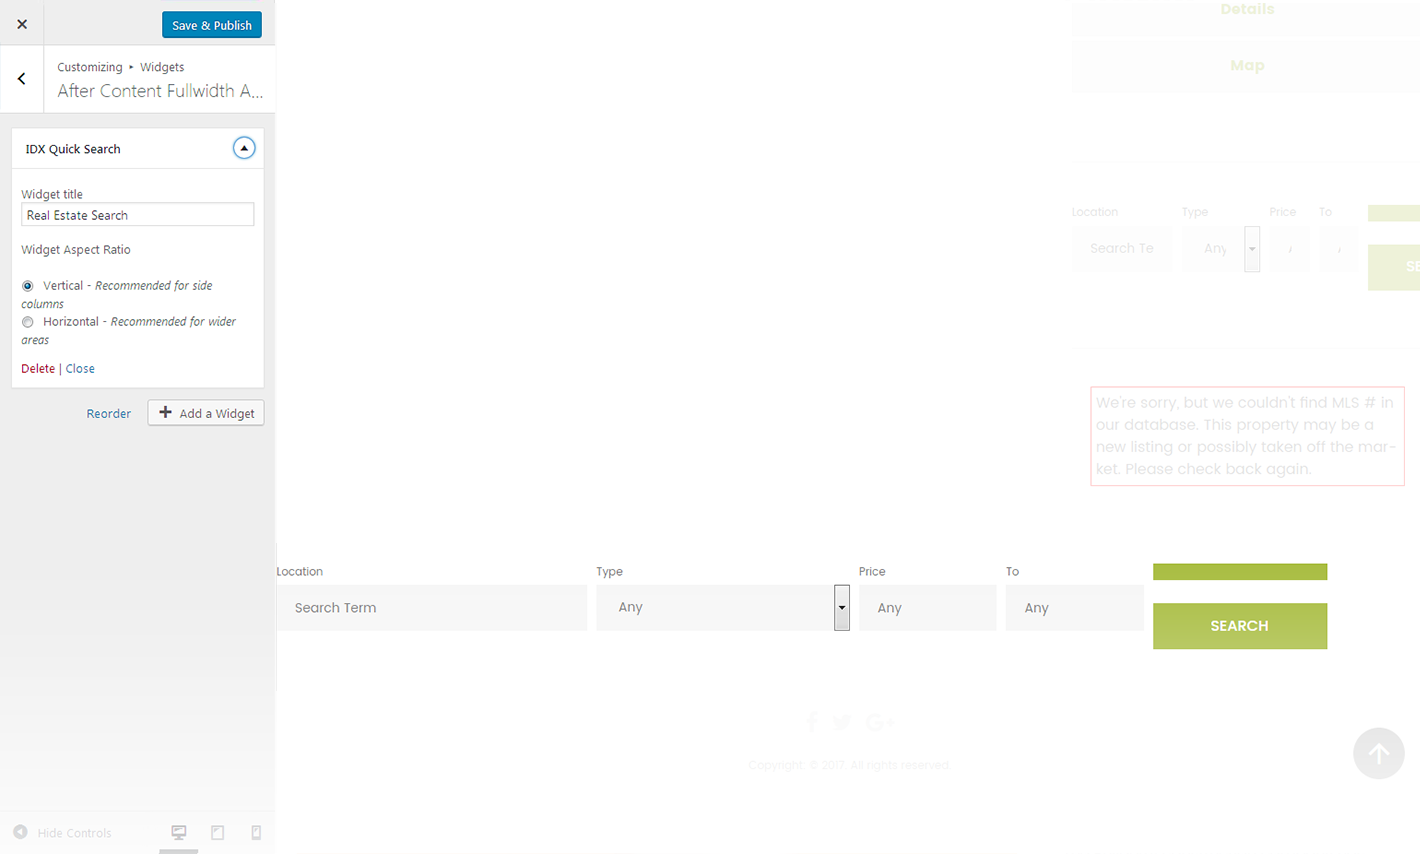 Save & Publish
Customizing ▸ Widgets
After Content Fullwidth A...
IDX Quick Search
Widget title
Real Estate Search
Widget Aspect Ratio
Vertical - Recommended for side
columns
Horizontal - Recommended for wider
areas
Delete | Close
Reorder
Add a Widget
Hide Controls
Details
Map
Location Type Price To
Search Te Any
We're sorry, but we couldn't find MLS # in
our database. This property may be a
new listing or possibly taken off the mar-
ket. Please check back again.
Location Type Price To
Search Term Any Any Any
SEARCH
Copyright © 2017. All rights reserved.